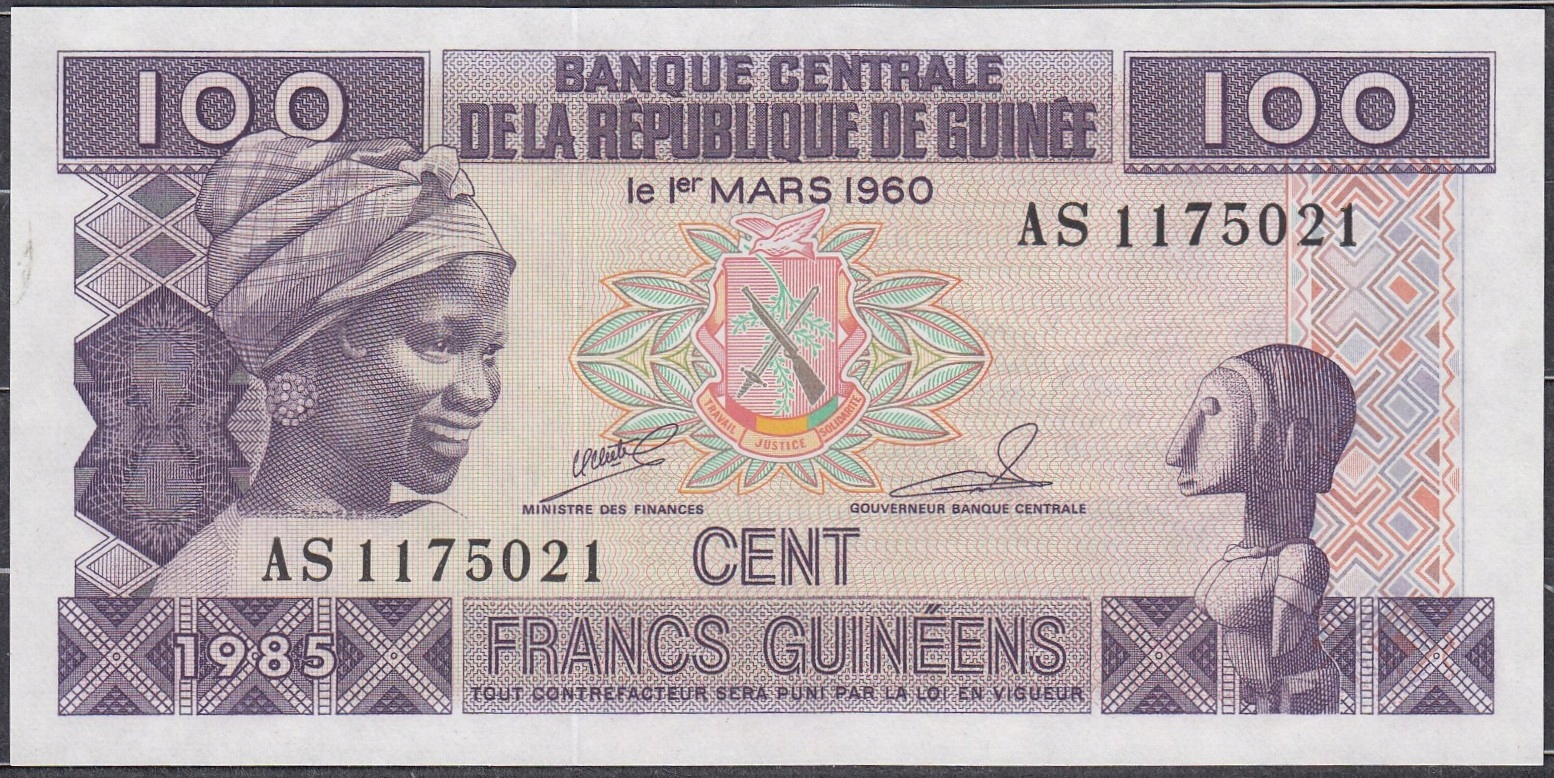 100
BANQUE CENTRALE
DE LA RÉPUBLIQUE DE GUINÉE
100
le 1er MARS 1960
AS 1175021
TRAVAIL JUSTICE SOLIDARITÉ
MINISTRE DES FINANCES
GOUVERNEUR BANQUE CENTRALE
AS 1175021
CENT
1985
FRANCS GUINÉENS
TOUT CONTREFACTEUR SERA PUNI PAR LA LOI EN VIGUEUR